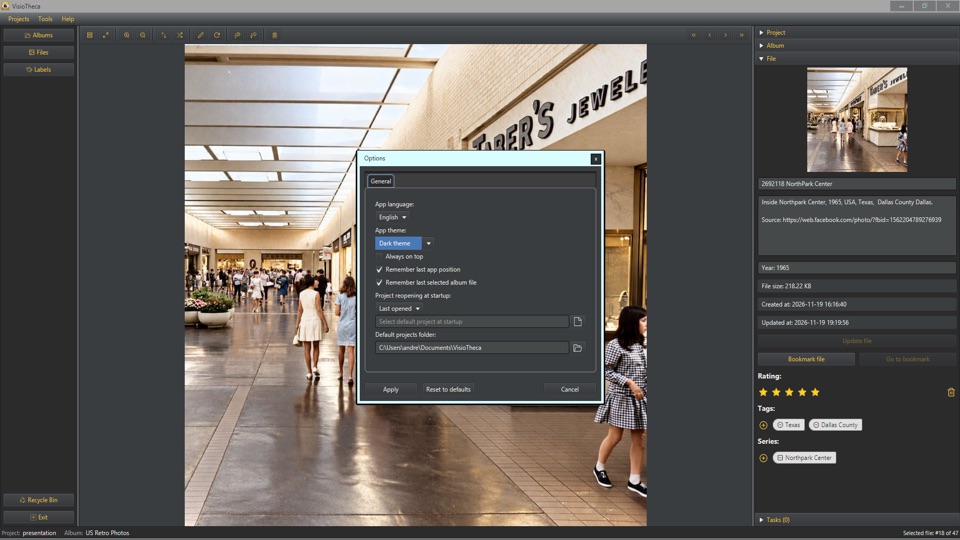 VisioTheca
Projects Tools Help
Albums
Files
Labels
Recycle Bin
Exit
TABER'S JEWELE
Options
General
App language:
English
App theme:
Dark theme
Always on top
Remember last app position
Remember last selected album file
Project reopening at startup:
Last opened
Select default project at startup
Default projects folder:
C:\Users\andre\Documents\VisioTheca
Apply Reset to defaults Cancel
Project
Album
File
2692118 NorthPark Center
Inside Northpark Center, 1965, USA, Texas, Dallas County Dallas.
Source: https://web.facebook.com/photo/?fbid=1562204789276939
Year: 1965
File size: 218.22 KB
Created at: 2026-11-19 16:16:40
Updated at: 2026-11-19 19:19:56
Update file
Bookmark file Go to bookmark
Rating:
Tags:
Texas Dallas County
Series:
Northpark Center
Tasks (0)
Project: presentation Album: US Retro Photos Selected file: #18 of 47